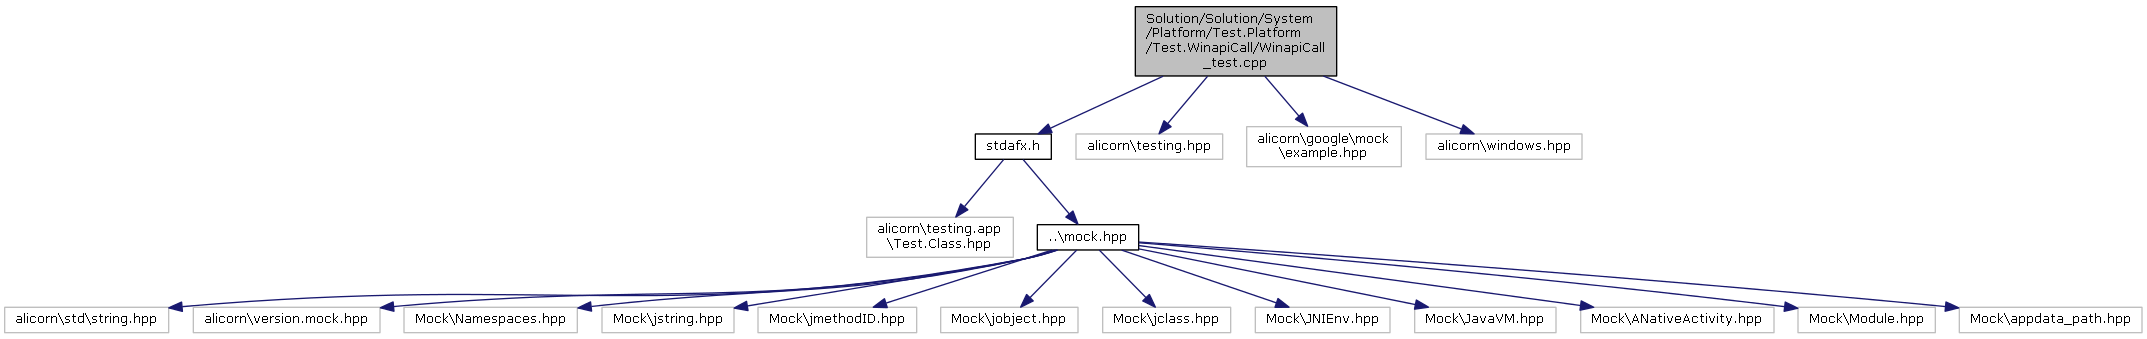 Solution/Solution/System
/Platform/Test.Platform
/Test.WinapiCall/WinapiCall
_test.cpp
stdafx.h
alicorn\testing.hpp
alicorn\google\mock
\example.hpp
alicorn\windows.hpp
alicorn\testing.app
\Test.Class.hpp
..\mock.hpp
alicorn\std\string.hpp
alicorn\version.mock.hpp
Mock\Namespaces.hpp
Mock\jstring.hpp
Mock\jmethodID.hpp
Mock\jobject.hpp
Mock\jclass.hpp
Mock\JNIEnv.hpp
Mock\JavaVM.hpp
Mock\ANativeActivity.hpp
Mock\Module.hpp
Mock\appdata_path.hpp